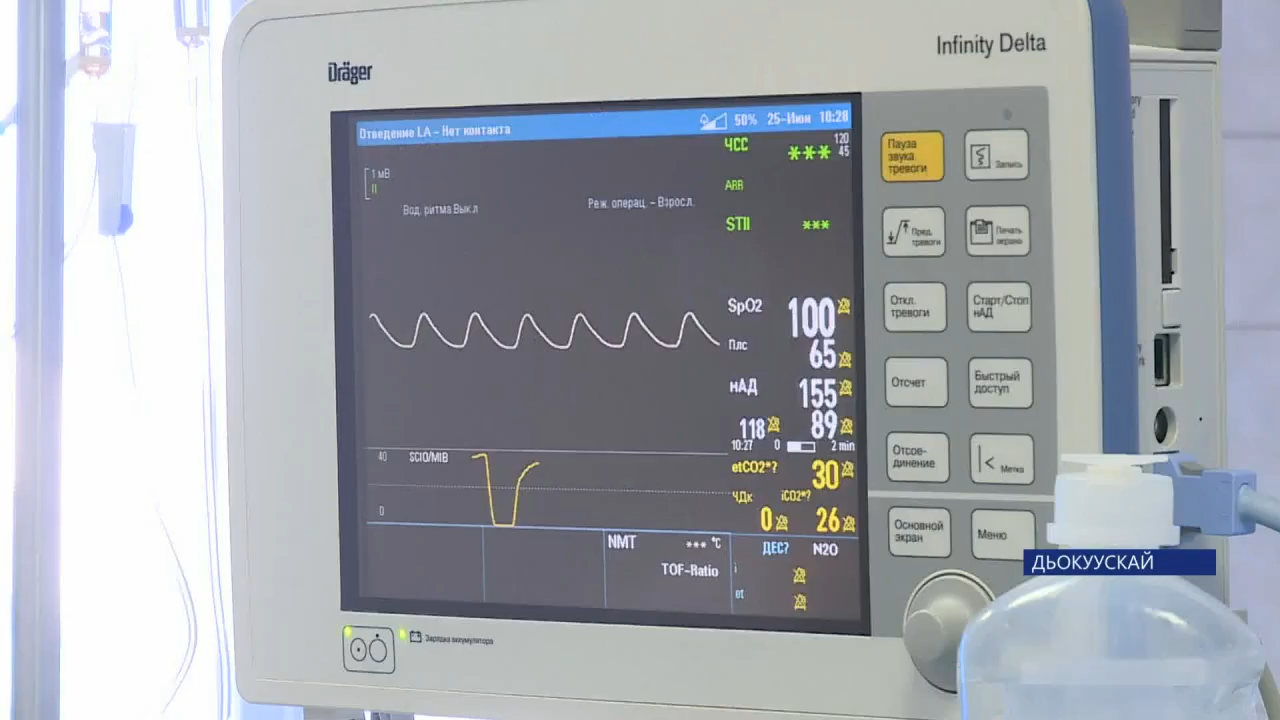 Infinity Delta
Dräger
Отведение LA – Нет контакта 50% 25-Июн 10:28
ЧСС *** 120
45
1 мВ
II
ARR
Вод. ритма Выкл
Реж. операц. – Взросл.
STII ***
SpO2 100
Плс 65
нАД 155
118 89
10:27 0 2 min
40 SCIO/MIB
etCO2*? 30
ЧДк iCO2*?
0 0 26
NMT *** °C
ДЕС? N2O
TOF-Ratio
i
et
Зарядка аккумулятора
Пауза
звука
тревоги
Запись
Пред.
тревоги
Печать
экрана
Откл.
тревоги
Старт/Стоп
нАД
Отсчет
Быстрый
доступ
Отсое-
динение
Метка
Основной
экран
Меню
ДЬОКУУСКАЙ